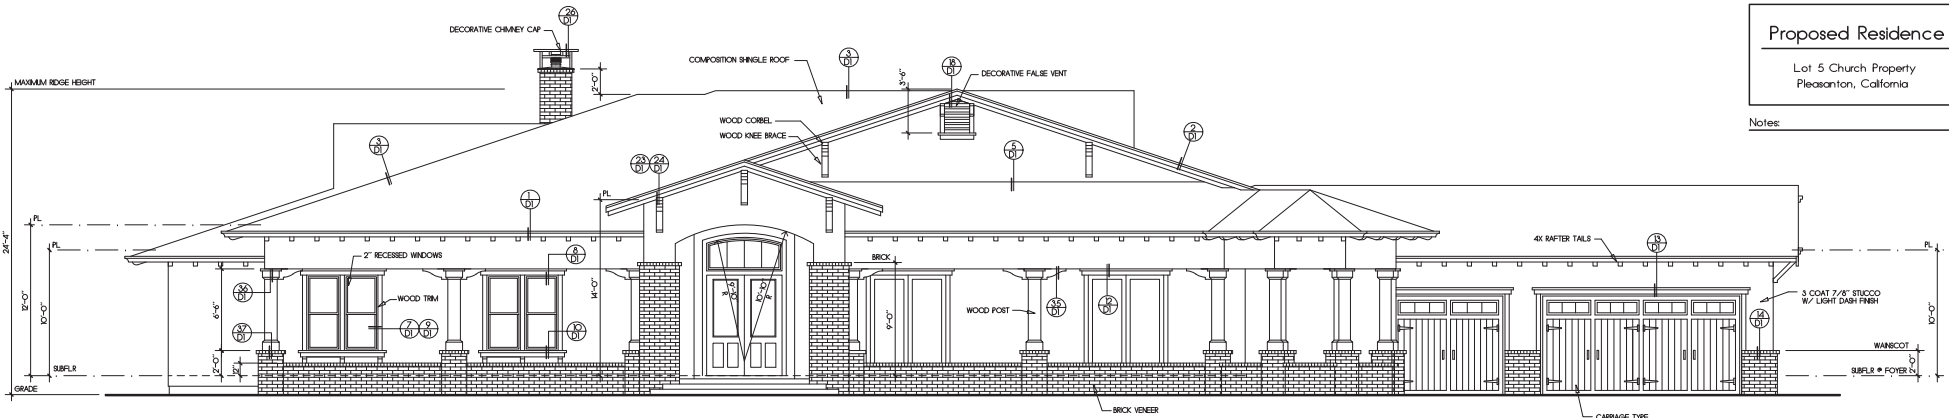 Proposed Residence
Lot 5 Church Property
Pleasanton, California
Notes:
26
D1
DECORATIVE CHIMNEY CAP
MAXIMUM RIDGE HEIGHT
2'-0"
COMPOSITION SHINGLE ROOF
3
D1
3'-6"
18
D1
DECORATIVE FALSE VENT
WOOD CORBEL
WOOD KNEE BRACE
2
D1
3
D1
5
D1
23
D1
24
D1
PL
1
D1
PL
PL
24'-4"
12'-0"
10'-0"
2" RECESSED WINDOWS
8
D1
BRICK
4X RAFTER TAILS
13
D1
PL
36
D1
6'-6"
WOOD TRIM
14'-0"
R
10'-10"
R
9'-0"
WOOD POST
35
D1
12
D1
3 COAT 7/8" STUCCO
W/ LIGHT DASH FINISH
10'-0"
37
D1
7
D1
9
D1
10
D1
14
D1
WAINSCOT
2'-0"
SUBFLR
2'-0"
SUBFLR @ FOYER
GRADE
BRICK VENEER
CARRIAGE TYPE